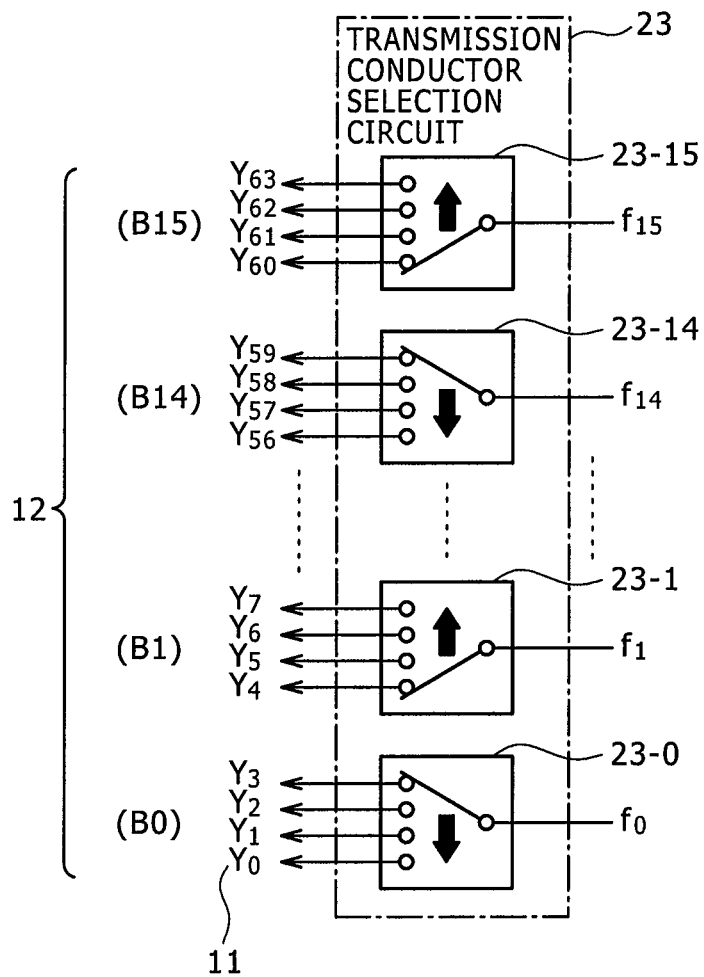 23
TRANSMISSION
CONDUCTOR
SELECTION
CIRCUIT
23-15
Y63
Y62
(B15)
f15
Y61
Y60
23-14
Y59
Y58
(B14)
f14
Y57
Y56
12
23-1
Y7
Y6
(B1)
f1
Y5
Y4
23-0
Y3
Y2
(B0)
f0
Y1
Y0
11